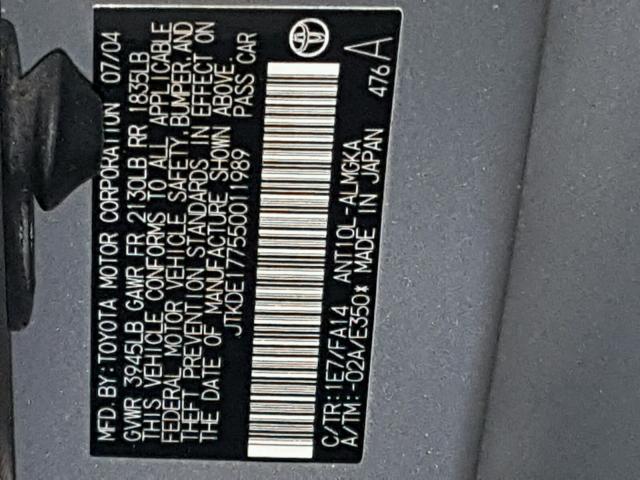 MFD. BY: TOYOTA MOTOR CORPORATION 07/04
GVWR 3945LB GAWR FR 2130LB RR 1835LB
THIS VEHICLE CONFORMS TO ALL APPLICABLE
FEDERAL MOTOR VEHICLE SAFETY, BUMPER, AND
THEFT PREVENTION STANDARDS IN EFFECT ON
THE DATE OF MANUFACTURE SHOWN ABOVE.
JTKDE177550011989 PASS CAR
C/TR: 1E7/FA14 ANT10L-ALMGKA
A/TM: -02A/E350* MADE IN JAPAN
476A